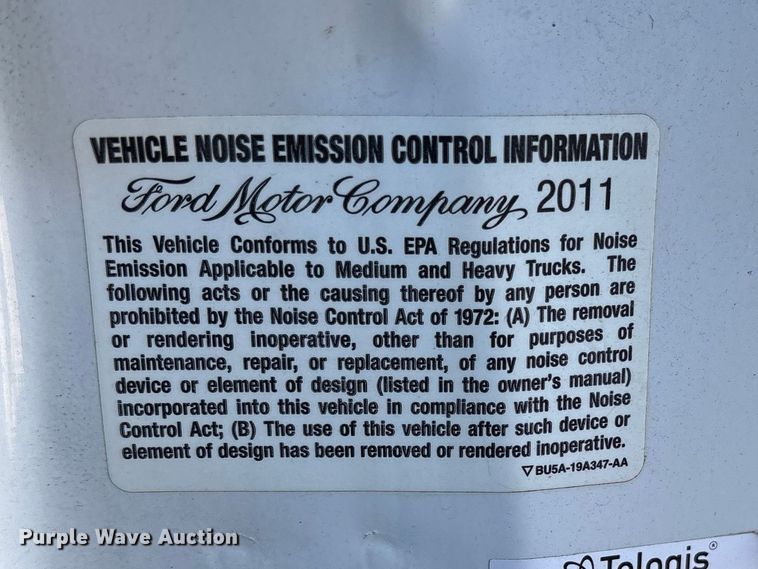 VEHICLE NOISE EMISSION CONTROL INFORMATION
Ford Motor Company 2011
This Vehicle Conforms to U.S. EPA Regulations for Noise
Emission Applicable to Medium and Heavy Trucks. The
following acts or the causing thereof by any person are
prohibited by the Noise Control Act of 1972: (A) The removal
or rendering inoperative, other than for purposes of
maintenance, repair, or replacement, of any noise control
device or element of design (listed in the owner's manual)
incorporated into this vehicle in compliance with the Noise
Control Act; (B) The use of this vehicle after such device or
element of design has been removed or rendered inoperative.
▽ BU5A-19A347-AA
Purple Wave Auction
Telogis®